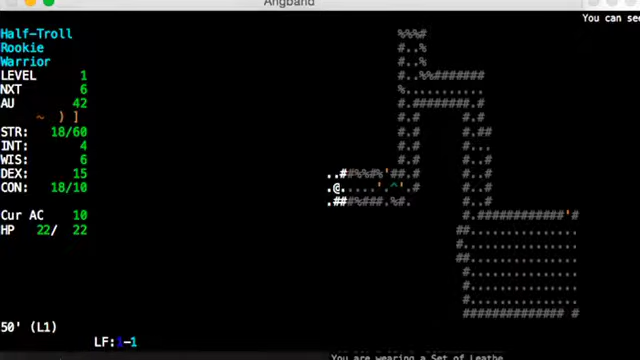 Angband
You can see
Half-Troll
Rookie
Warrior
LEVEL 1
NXT 6
AU 42
~ ) ]
STR: 18/60
INT: 4
WIS: 6
DEX: 15
CON: 18/10
Cur AC 10
HP 22/ 22
50' (L1)
LF:1-1
You are wearing a Set of Leathe